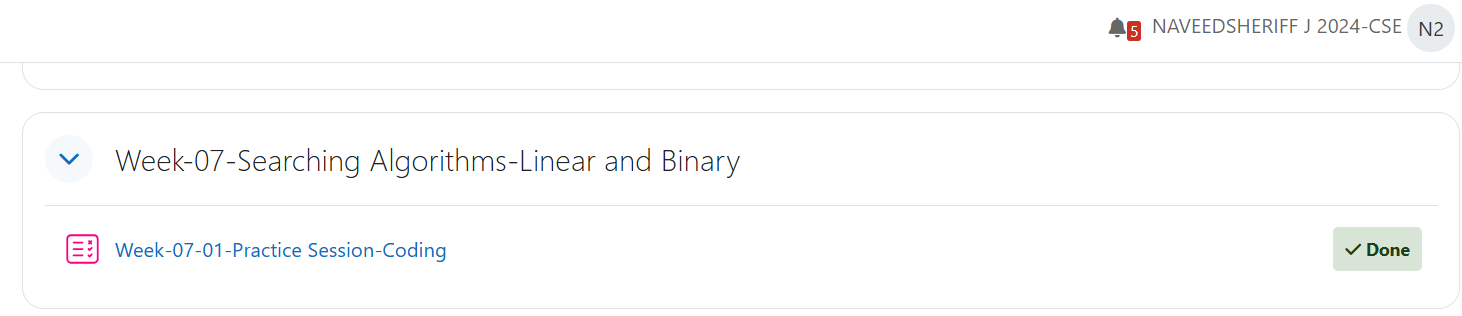 5 NAVEEDSHERIFF J 2024-CSE N2
Week-07-Searching Algorithms-Linear and Binary
Week-07-01-Practice Session-Coding Done